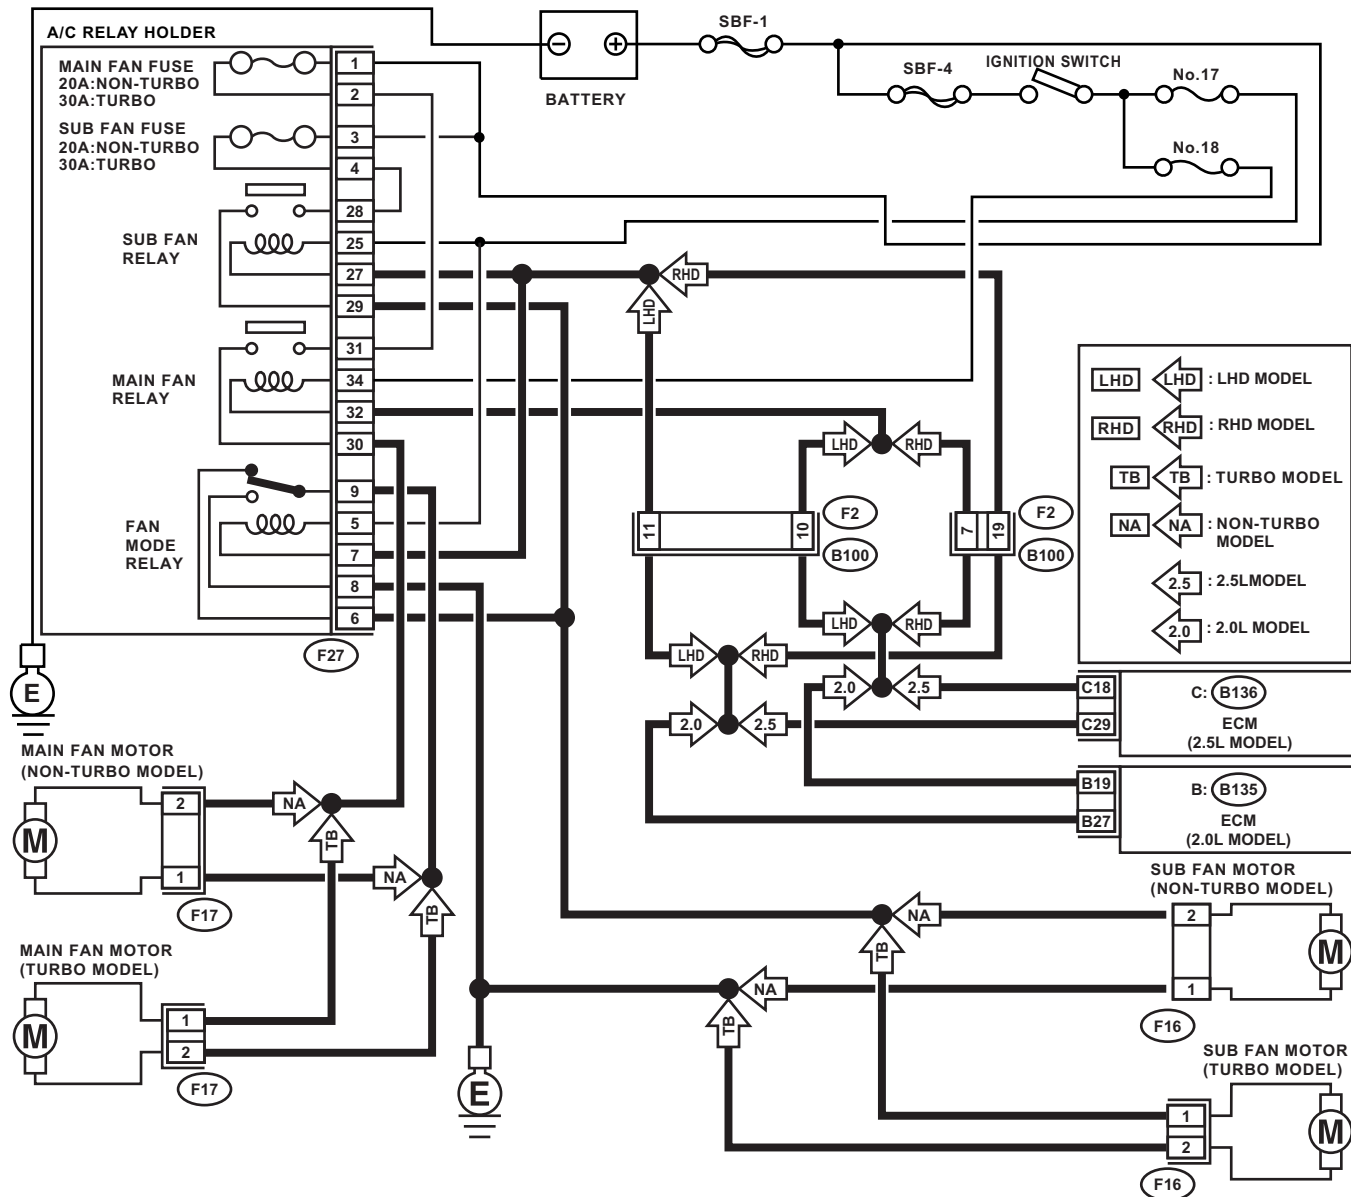 A/C RELAY HOLDER
MAIN FAN FUSE
20A:NON-TURBO
30A:TURBO
SUB FAN FUSE
20A:NON-TURBO
30A:TURBO
SUB FAN
RELAY
MAIN FAN
RELAY
FAN
MODE
RELAY
1
2
3
4
28
25
27
29
31
34
32
30
9
5
7
8
6
F27
E
BATTERY
SBF-1
SBF-4
IGNITION SWITCH
No.17
No.18
RHD
LHD
LHD
RHD
11
10
F2
B100
7
19
F2
B100
LHD
RHD
LHD
RHD
2.0
2.5
2.0
2.5
LHD
LHD
: LHD MODEL
RHD
RHD
: RHD MODEL
TB
TB
: TURBO MODEL
NA
NA
: NON-TURBO
MODEL
2.5
: 2.5LMODEL
2.0
: 2.0L MODEL
C18
C29
C:
B136
ECM
(2.5L MODEL)
B19
B27
B:
B135
ECM
(2.0L MODEL)
MAIN FAN MOTOR
(NON-TURBO MODEL)
M
2
1
F17
NA
TB
NA
TB
MAIN FAN MOTOR
(TURBO MODEL)
M
1
2
F17
E
SUB FAN MOTOR
(NON-TURBO MODEL)
NA
TB
NA
TB
2
1
M
F16
SUB FAN MOTOR
(TURBO MODEL)
1
2
M
F16